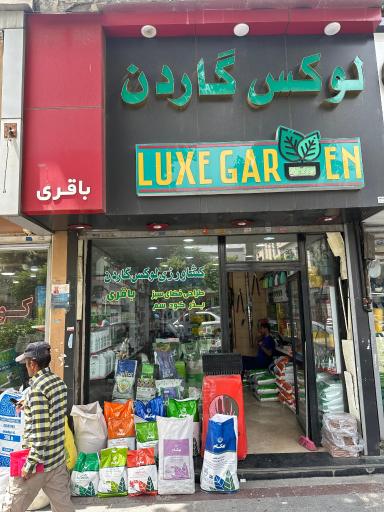 لوکس گاردن
LUXE GARDEN
باقری
کشاورزی لوکس گاردن
طراحی فضای سبز
باقری
بذر کود سم